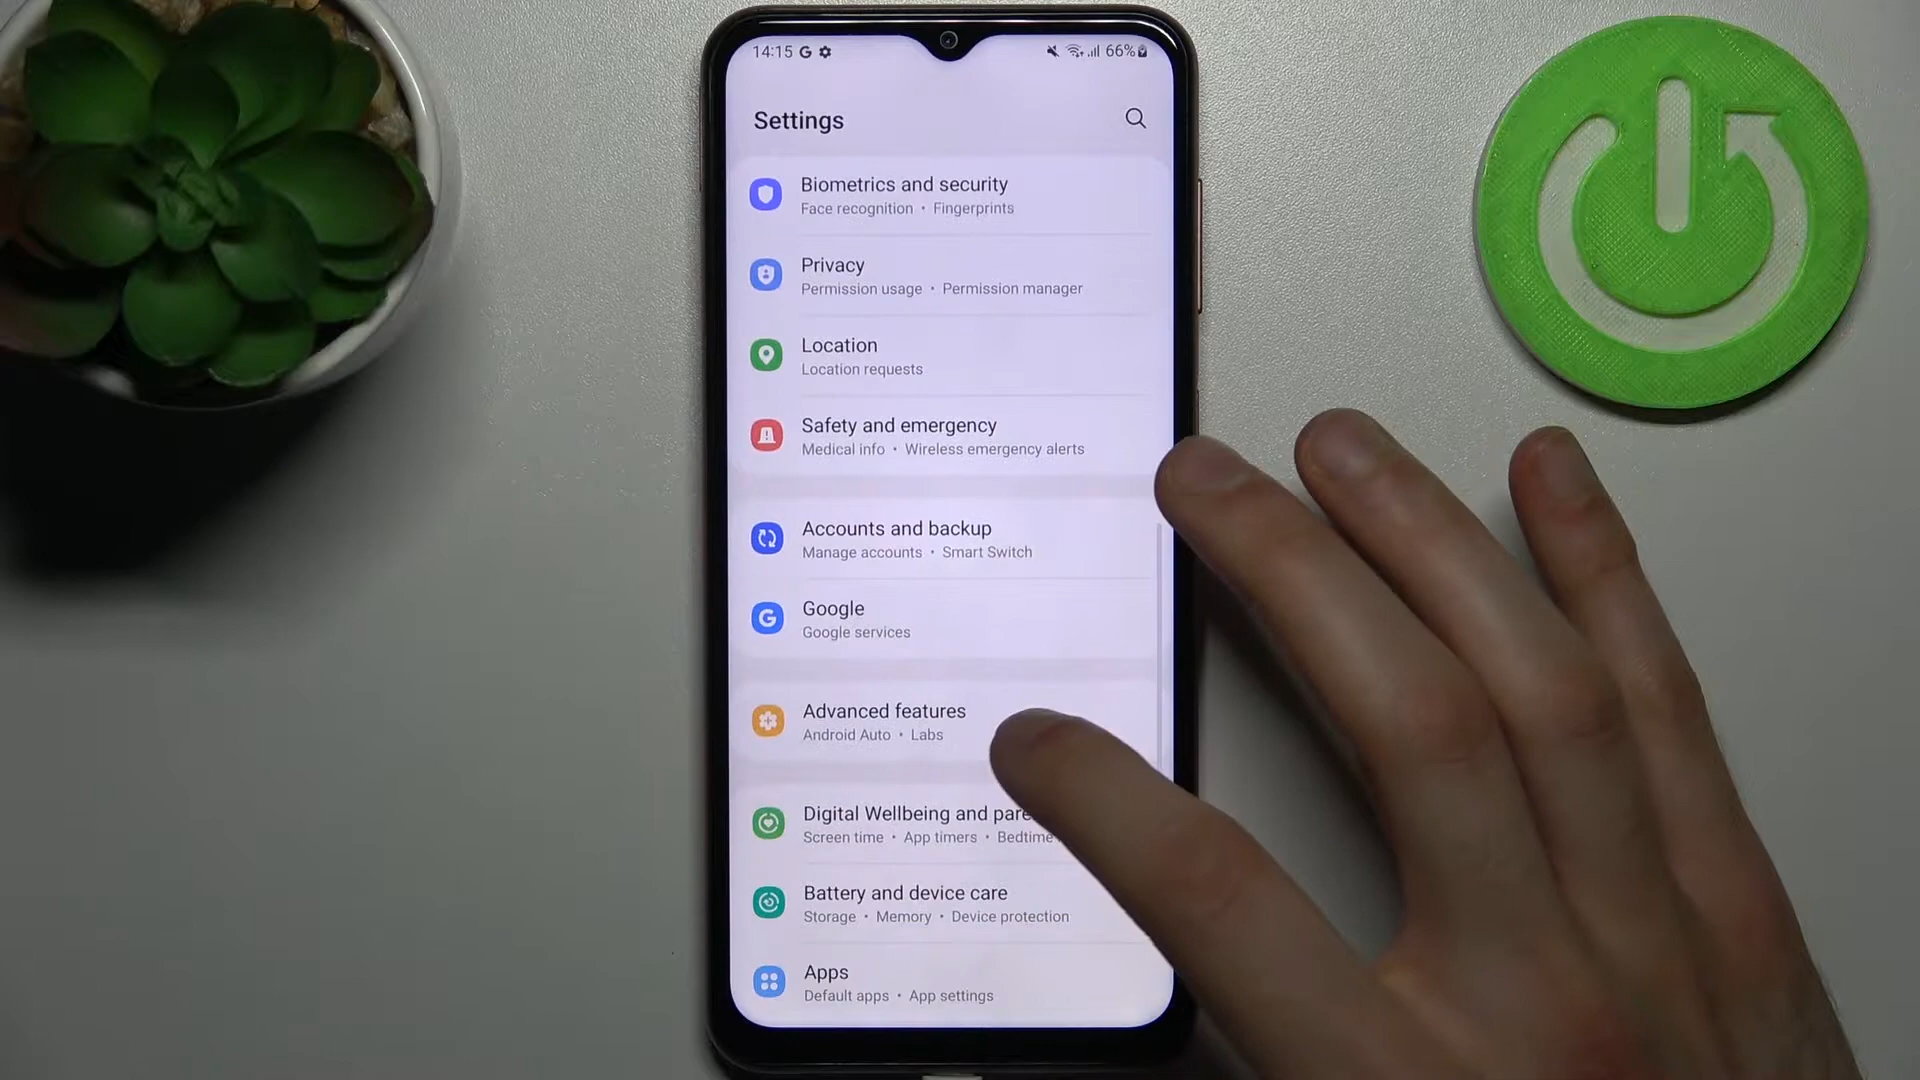 14:15 G
66%
Settings
Biometrics and security
Face recognition • Fingerprints
Privacy
Permission usage • Permission manager
Location
Location requests
Safety and emergency
Medical info • Wireless emergency alerts
Accounts and backup
Manage accounts • Smart Switch
G
Google
Google services
Advanced features
Android Auto • Labs
Digital Wellbeing and pare
Screen time • App timers • Bedtime
Battery and device care
Storage • Memory • Device protection
Apps
Default apps • App settings